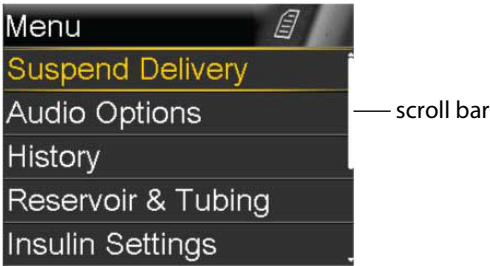 Menu
Suspend Delivery
Audio Options
scroll bar
History
Reservoir & Tubing
Insulin Settings